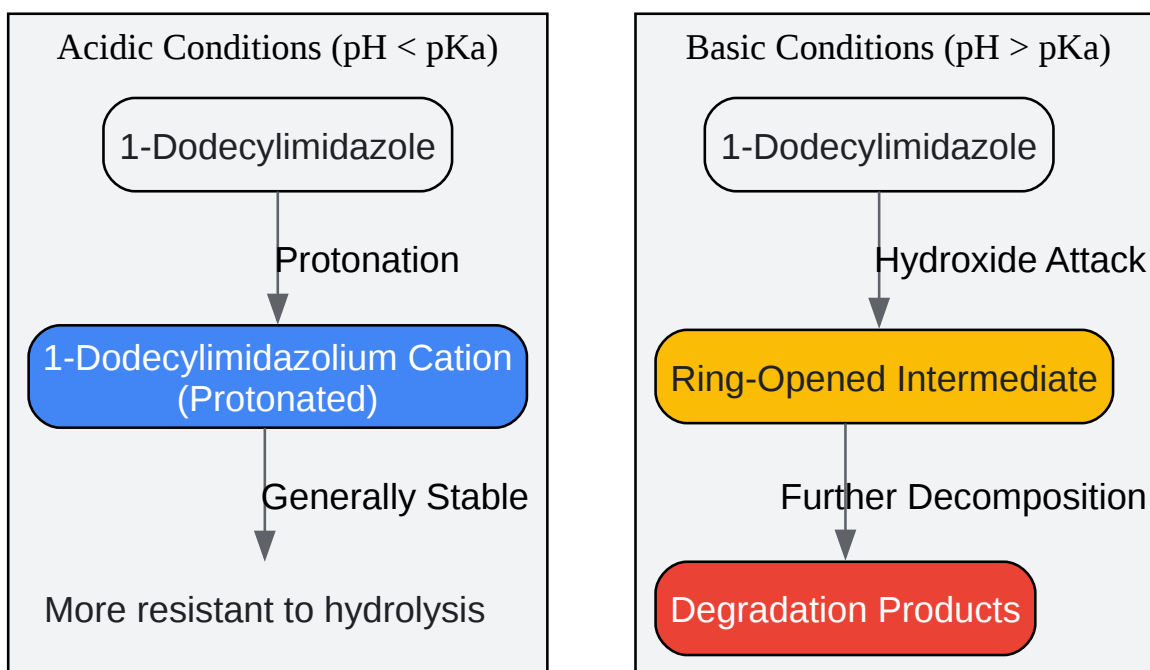 Acidic Conditions (pH < pKa)
1-Dodecylimidazole
Protonation
1-Dodecylimidazolium Cation
(Protonated)
Generally Stable
More resistant to hydrolysis
Basic Conditions (pH > pKa)
1-Dodecylimidazole
Hydroxide Attack
Ring-Opened Intermediate
Further Decomposition
Degradation Products